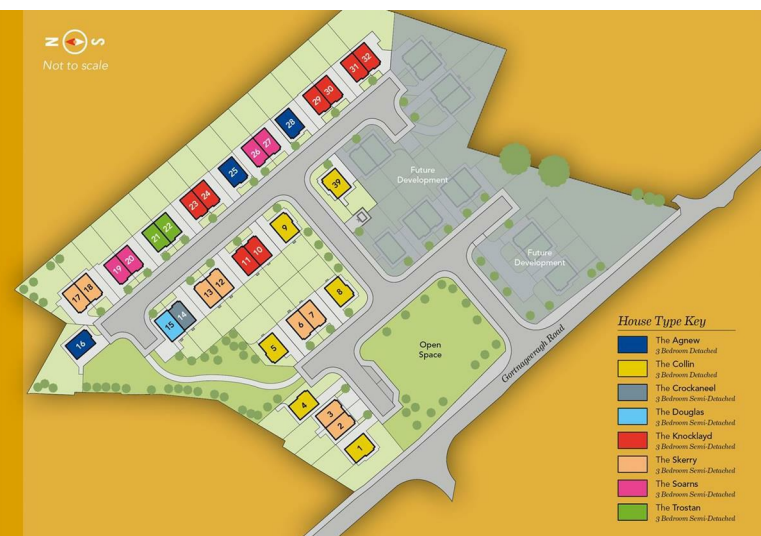 N S
Not to scale
31 32
29 30
28
26 27
25
23 24
21 22
19 20
17 18
16
39
Future
Development
9
11 10
13 12
15 14
8
6 7
5
4
3
2
1
Future
Development
Open
Space
Gortnageeragh Road
House Type Key
The Agnew
3 Bedroom Detached
The Collin
3 Bedroom Detached
The Crockaneel
3 Bedroom Semi-Detached
The Douglas
3 Bedroom Semi-Detached
The Knocklayd
3 Bedroom Semi-Detached
The Skerry
3 Bedroom Semi-Detached
The Soarns
3 Bedroom Semi-Detached
The Trostan
3 Bedroom Semi-Detached